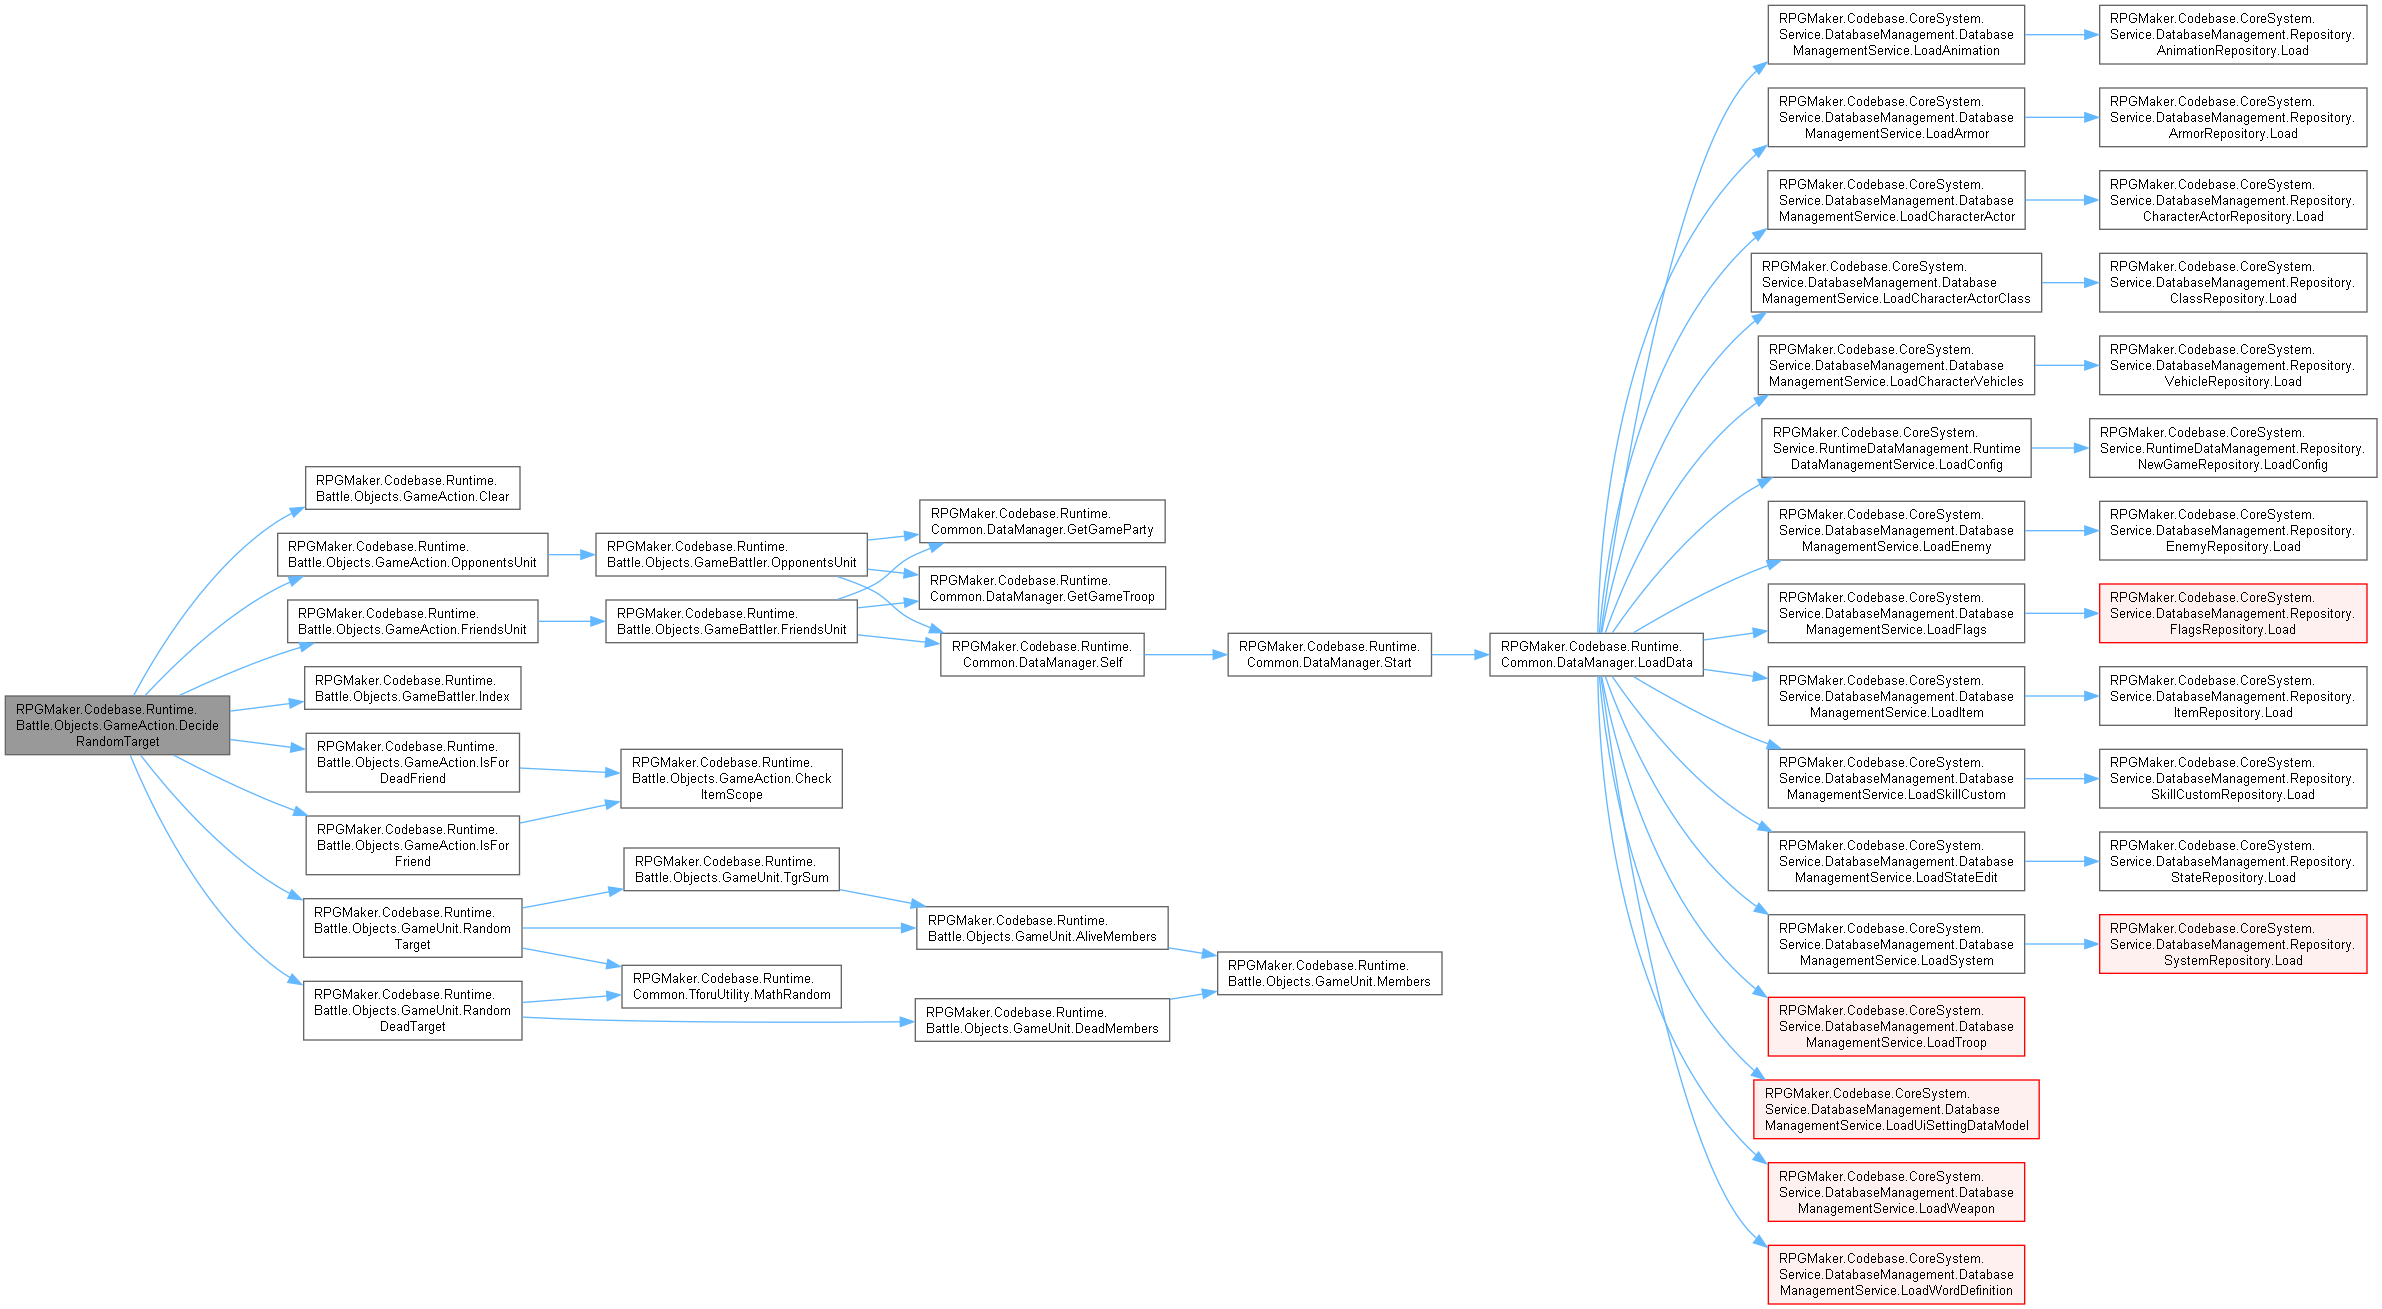 RPGMaker.Codebase.Runtime.
Battle.Objects.GameAction.Decide
RandomTarget
RPGMaker.Codebase.Runtime.
Battle.Objects.GameAction.Clear
RPGMaker.Codebase.Runtime.
Battle.Objects.GameAction.OpponentsUnit
RPGMaker.Codebase.Runtime.
Battle.Objects.GameAction.FriendsUnit
RPGMaker.Codebase.Runtime.
Battle.Objects.GameBattler.Index
RPGMaker.Codebase.Runtime.
Battle.Objects.GameAction.IsFor
DeadFriend
RPGMaker.Codebase.Runtime.
Battle.Objects.GameAction.IsFor
Friend
RPGMaker.Codebase.Runtime.
Battle.Objects.GameUnit.Random
Target
RPGMaker.Codebase.Runtime.
Battle.Objects.GameUnit.Random
DeadTarget
RPGMaker.Codebase.Runtime.
Battle.Objects.GameBattler.OpponentsUnit
RPGMaker.Codebase.Runtime.
Battle.Objects.GameBattler.FriendsUnit
RPGMaker.Codebase.Runtime.
Battle.Objects.GameAction.Check
ItemScope
RPGMaker.Codebase.Runtime.
Battle.Objects.GameUnit.TgrSum
RPGMaker.Codebase.Runtime.
Common.TforuUtility.MathRandom
RPGMaker.Codebase.Runtime.
Common.DataManager.GetGameParty
RPGMaker.Codebase.Runtime.
Common.DataManager.GetGameTroop
RPGMaker.Codebase.Runtime.
Common.DataManager.Self
RPGMaker.Codebase.Runtime.
Battle.Objects.GameUnit.AliveMembers
RPGMaker.Codebase.Runtime.
Battle.Objects.GameUnit.DeadMembers
RPGMaker.Codebase.Runtime.
Common.DataManager.Start
RPGMaker.Codebase.Runtime.
Battle.Objects.GameUnit.Members
RPGMaker.Codebase.Runtime.
Common.DataManager.LoadData
RPGMaker.Codebase.CoreSystem.
Service.DatabaseManagement.Database
ManagementService.LoadAnimation
RPGMaker.Codebase.CoreSystem.
Service.DatabaseManagement.Repository.
AnimationRepository.Load
RPGMaker.Codebase.CoreSystem.
Service.DatabaseManagement.Database
ManagementService.LoadArmor
RPGMaker.Codebase.CoreSystem.
Service.DatabaseManagement.Repository.
ArmorRepository.Load
RPGMaker.Codebase.CoreSystem.
Service.DatabaseManagement.Database
ManagementService.LoadCharacterActor
RPGMaker.Codebase.CoreSystem.
Service.DatabaseManagement.Repository.
CharacterActorRepository.Load
RPGMaker.Codebase.CoreSystem.
Service.DatabaseManagement.Database
ManagementService.LoadCharacterActorClass
RPGMaker.Codebase.CoreSystem.
Service.DatabaseManagement.Repository.
ClassRepository.Load
RPGMaker.Codebase.CoreSystem.
Service.DatabaseManagement.Database
ManagementService.LoadCharacterVehicles
RPGMaker.Codebase.CoreSystem.
Service.DatabaseManagement.Repository.
VehicleRepository.Load
RPGMaker.Codebase.CoreSystem.
Service.RuntimeDataManagement.Runtime
DataManagementService.LoadConfig
RPGMaker.Codebase.CoreSystem.
Service.RuntimeDataManagement.Repository.
NewGameRepository.LoadConfig
RPGMaker.Codebase.CoreSystem.
Service.DatabaseManagement.Database
ManagementService.LoadEnemy
RPGMaker.Codebase.CoreSystem.
Service.DatabaseManagement.Repository.
EnemyRepository.Load
RPGMaker.Codebase.CoreSystem.
Service.DatabaseManagement.Database
ManagementService.LoadFlags
RPGMaker.Codebase.CoreSystem.
Service.DatabaseManagement.Repository.
FlagsRepository.Load
RPGMaker.Codebase.CoreSystem.
Service.DatabaseManagement.Database
ManagementService.LoadItem
RPGMaker.Codebase.CoreSystem.
Service.DatabaseManagement.Repository.
ItemRepository.Load
RPGMaker.Codebase.CoreSystem.
Service.DatabaseManagement.Database
ManagementService.LoadSkillCustom
RPGMaker.Codebase.CoreSystem.
Service.DatabaseManagement.Repository.
SkillCustomRepository.Load
RPGMaker.Codebase.CoreSystem.
Service.DatabaseManagement.Database
ManagementService.LoadStateEdit
RPGMaker.Codebase.CoreSystem.
Service.DatabaseManagement.Repository.
StateRepository.Load
RPGMaker.Codebase.CoreSystem.
Service.DatabaseManagement.Database
ManagementService.LoadSystem
RPGMaker.Codebase.CoreSystem.
Service.DatabaseManagement.Repository.
SystemRepository.Load
RPGMaker.Codebase.CoreSystem.
Service.DatabaseManagement.Database
ManagementService.LoadTroop
RPGMaker.Codebase.CoreSystem.
Service.DatabaseManagement.Database
ManagementService.LoadUiSettingDataModel
RPGMaker.Codebase.CoreSystem.
Service.DatabaseManagement.Database
ManagementService.LoadWeapon
RPGMaker.Codebase.CoreSystem.
Service.DatabaseManagement.Database
ManagementService.LoadWordDefinition